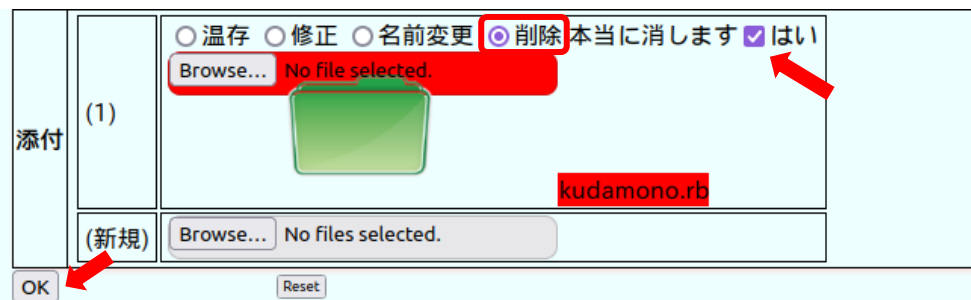 温存 修正 名前変更 削除 本当に消します はい
Browse... No file selected.
(1)
添付
kudamono.rb
(新規) Browse... No files selected.
OK Reset